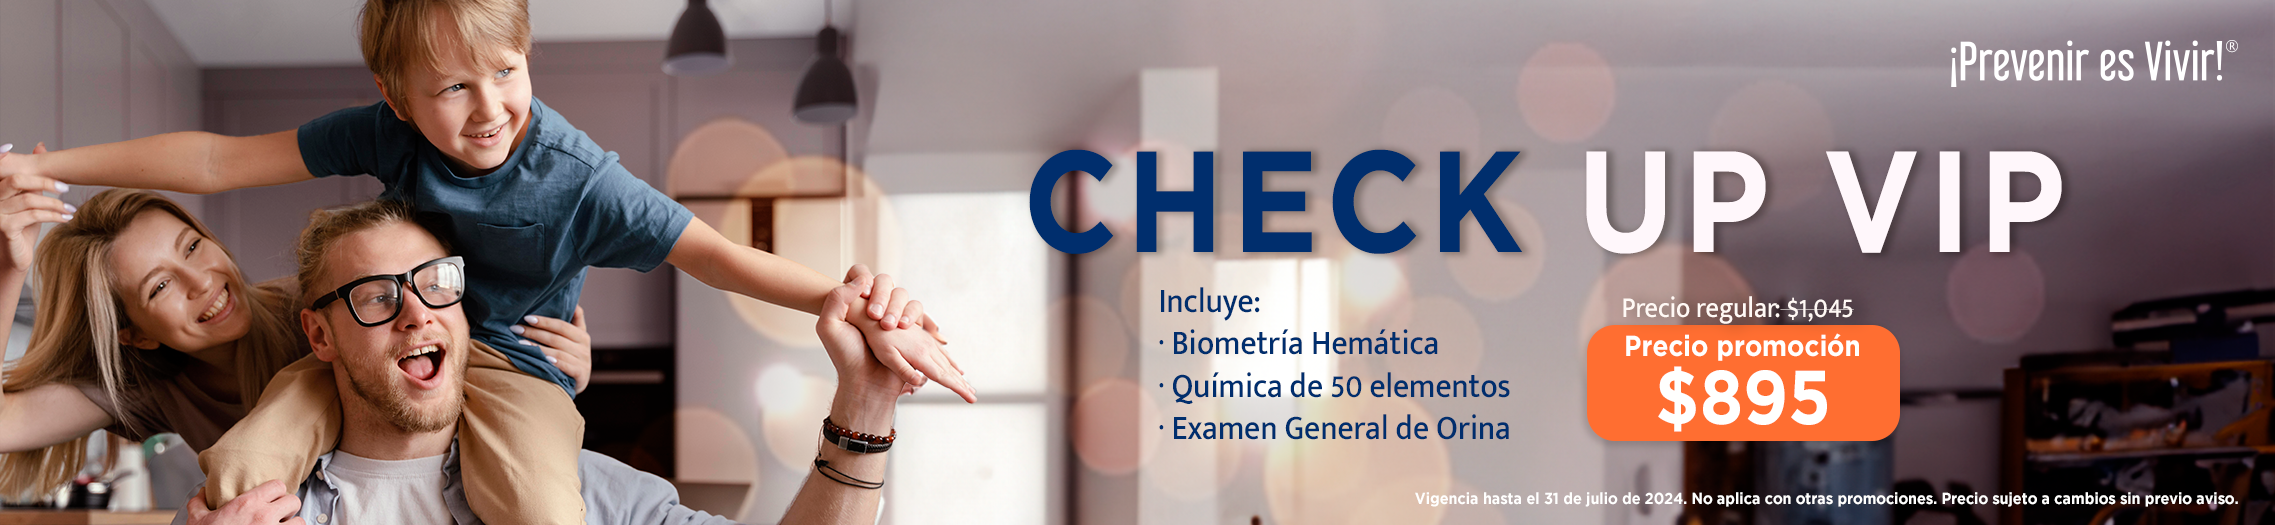 ¡Prevenir es Vivir!®
CHECK UP VIP
Incluye:
· Biometría Hemática
· Química de 50 elementos
· Examen General de Orina
Precio regular: $1,045
Precio promoción
$895
Vigencia hasta el 31 de julio de 2024. No aplica con otras promociones. Precio sujeto a cambios sin previo aviso.